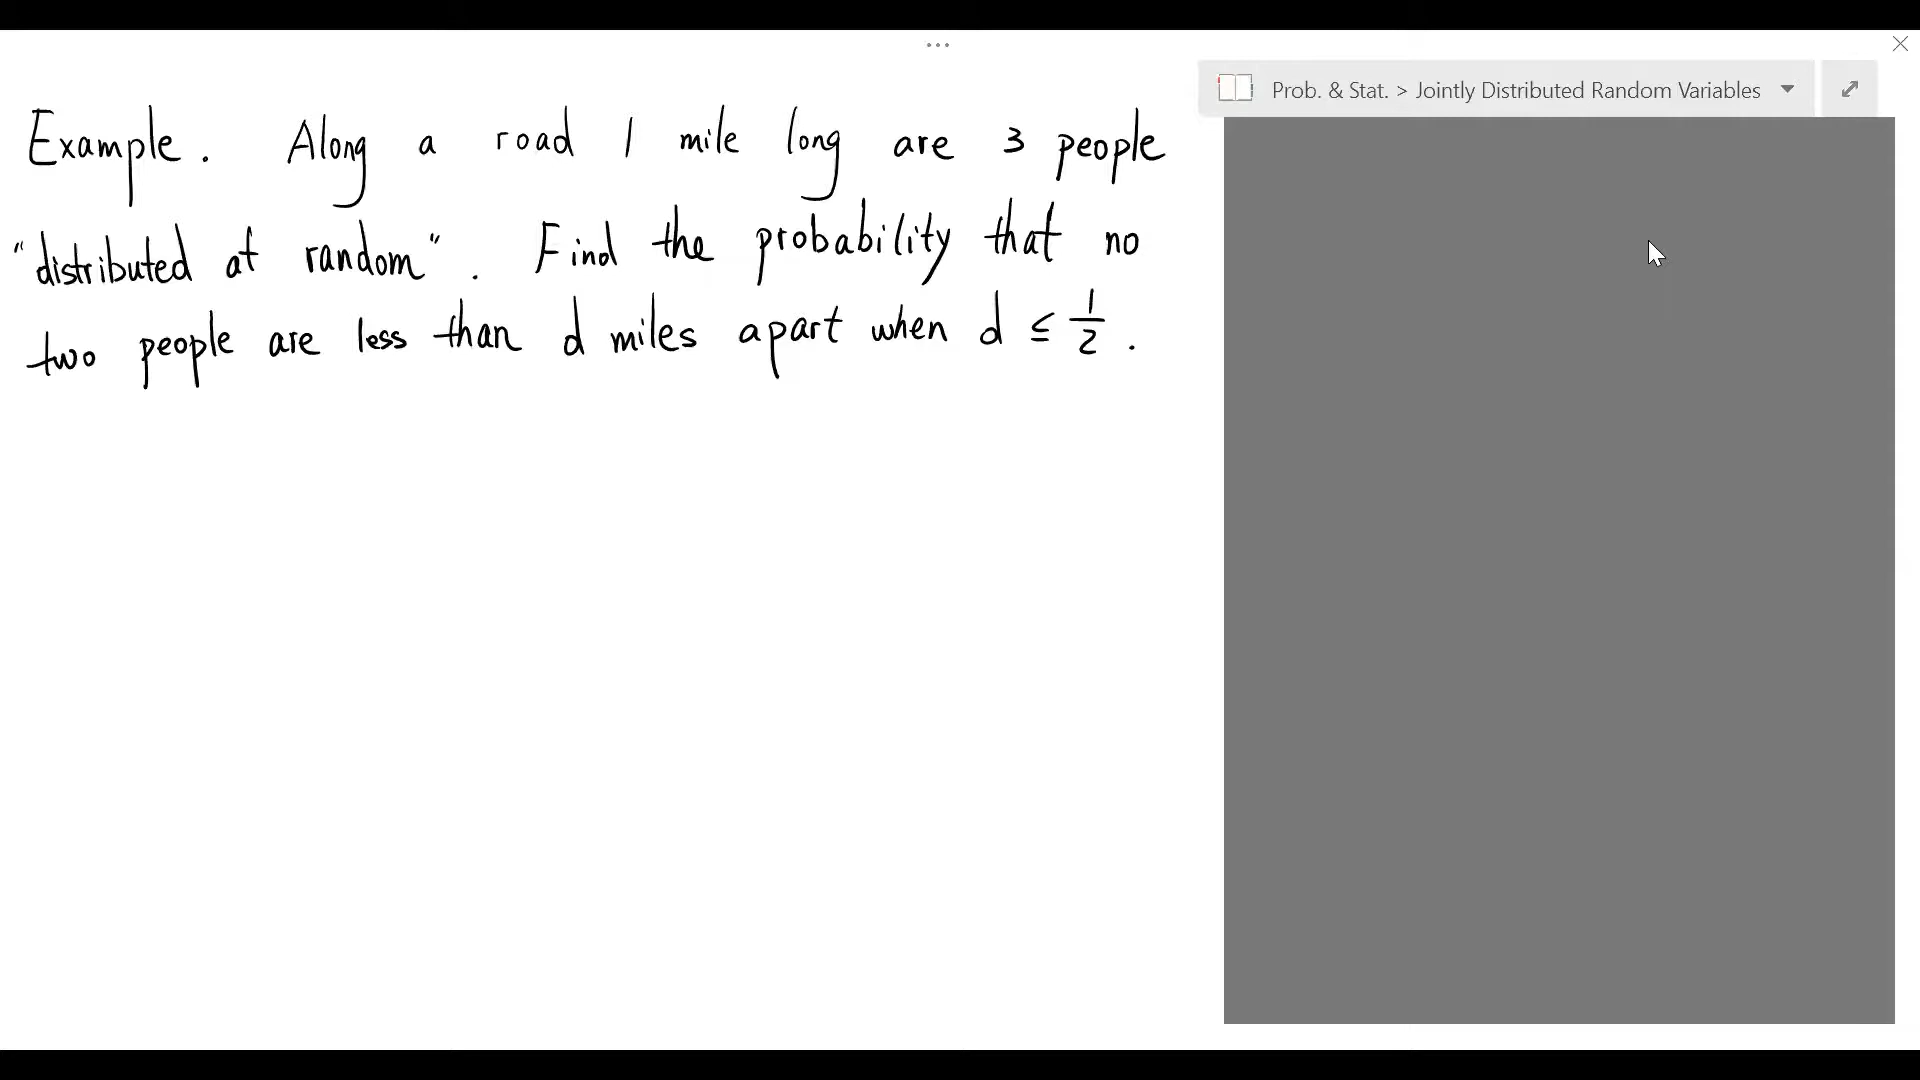 Prob. & Stat. > Jointly Distributed Random Variables
Example. Along a road 1 mile long are 3 people
"distributed at random". Find the probability that no
two people are less than d miles apart when d ≤ 1/2.